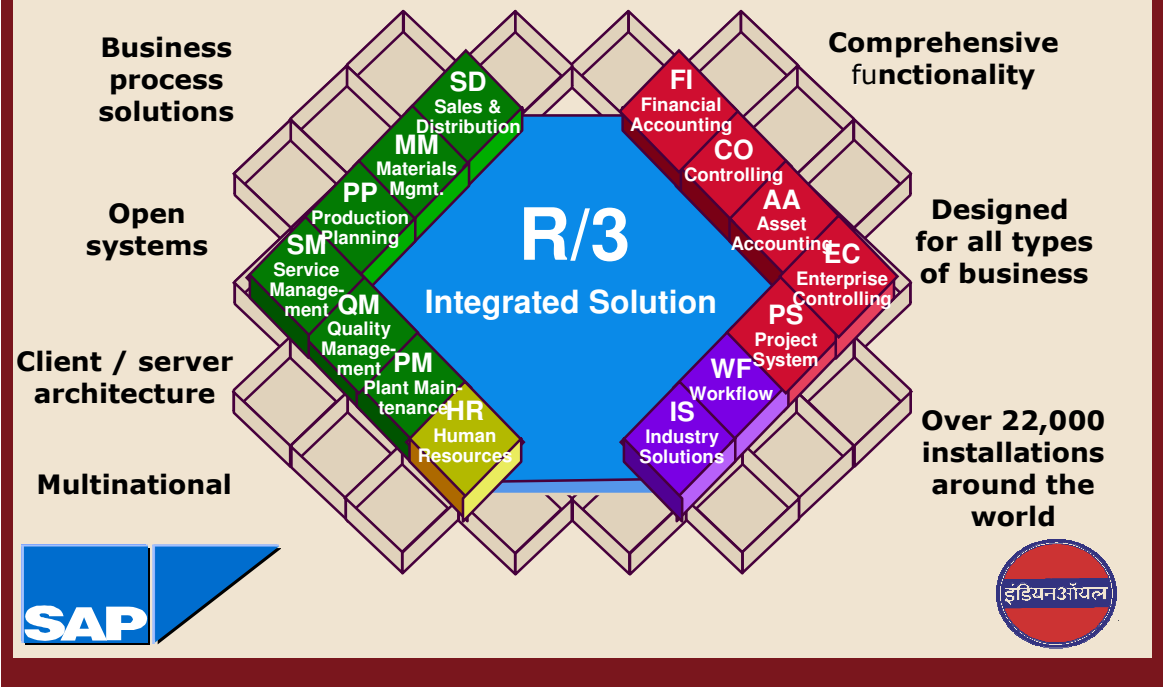 Business
process
solutions
Open
systems
Client / server
architecture
Multinational
SD
Sales &
Distribution
MM
Materials
Mgmt.
PP
Production
Planning
SM
Service
Manage-
ment
QM
Quality
Manage-
ment
PM
Plant Main-
tenance
HR
Human
Resources
R/3
Integrated Solution
FI
Financial
Accounting
CO
Controlling
AA
Asset
Accounting
EC
Enterprise
Controlling
PS
Project
System
WF
Workflow
IS
Industry
Solutions
Comprehensive
functionality
Designed
for all types
of business
Over 22,000
installations
around the
world
SAP
इंडियनऑयल